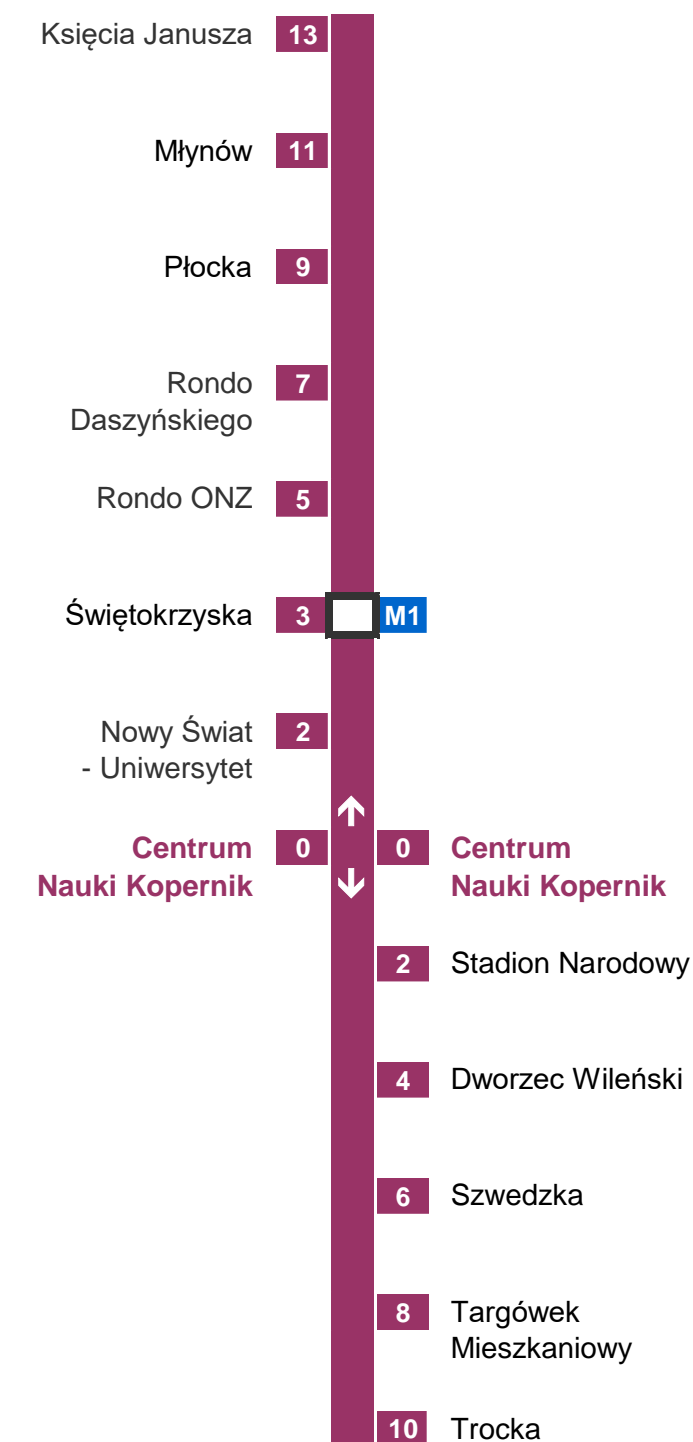 Księcia Janusza 13
Młynów 11
Płocka 9
Rondo 7
Daszyńskiego
Rondo ONZ 5
Świętokrzyska 3 M1
Nowy Świat 2
- Uniwersytet
Centrum 0 0 Centrum
Nauki Kopernik Nauki Kopernik
2 Stadion Narodowy
4 Dworzec Wileński
6 Szwedzka
8 Targówek
Mieszkaniowy
10 Trocka